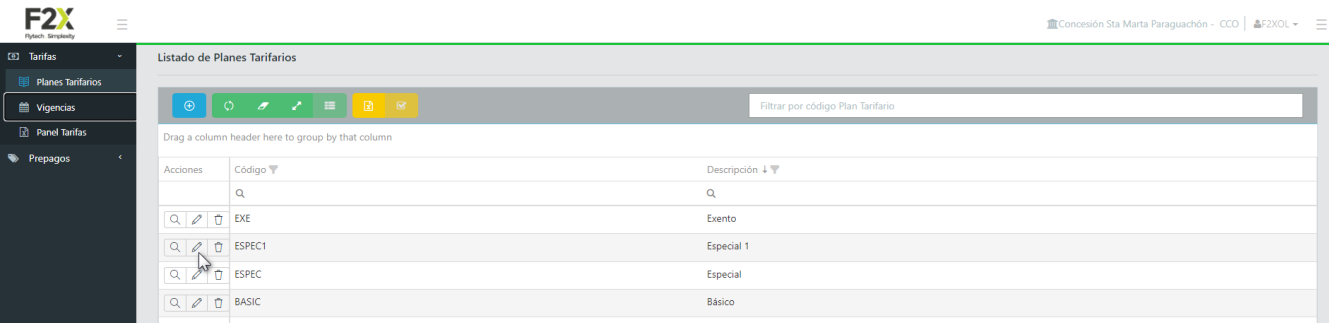 F2X
Flytech. Simplexity
Concesión Sta Marta Paraguachón - CCO
F2XOL
Tarifas
Planes Tarifarios
Vigencias
Panel Tarifas
Prepagos
Listado de Planes Tarifarios
Filtrar por código Plan Tarifario
Drag a column header here to group by that column
Acciones Código Descripción
EXE Exento
ESPEC1 Especial 1
ESPEC Especial
BASIC Básico